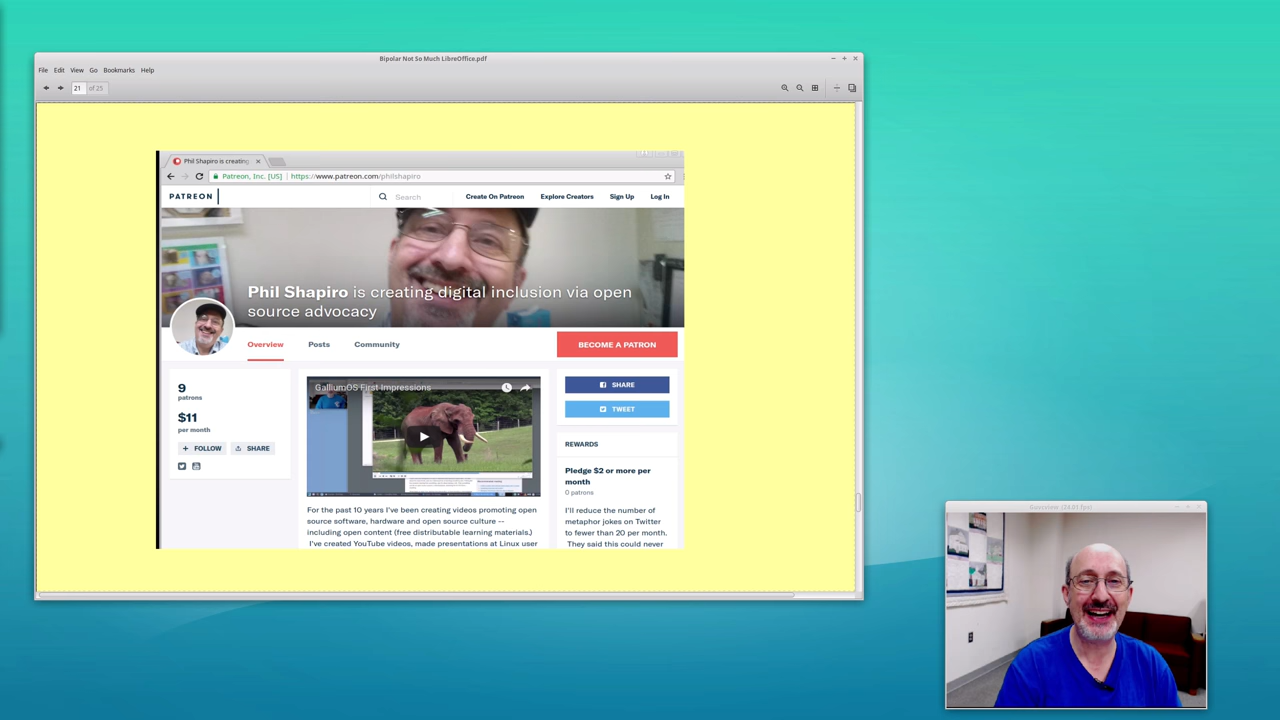 Bipolar Not So Much LibreOffice.pdf
File Edit View Go Bookmarks Help
21 of 25
Phil Shapiro is creating
Patreon, Inc. [US] https://www.patreon.com/philshapiro
PATREON Search Create On Patreon Explore Creators Sign Up Log In
Phil Shapiro is creating digital inclusion via open
source advocacy
Overview Posts Community BECOME A PATRON
9
patrons
$11
per month
+ FOLLOW SHARE
GalliumOS First Impressions
For the past 10 years I've been creating videos promoting open
source software, hardware and open source culture --
including open content (free distributable learning materials.)
I've created YouTube videos, made presentations at Linux user
SHARE
TWEET
REWARDS
Pledge $2 or more per
month
0 patrons
I'll reduce the number of
metaphor jokes on Twitter
to fewer than 20 per month.
They said this could never